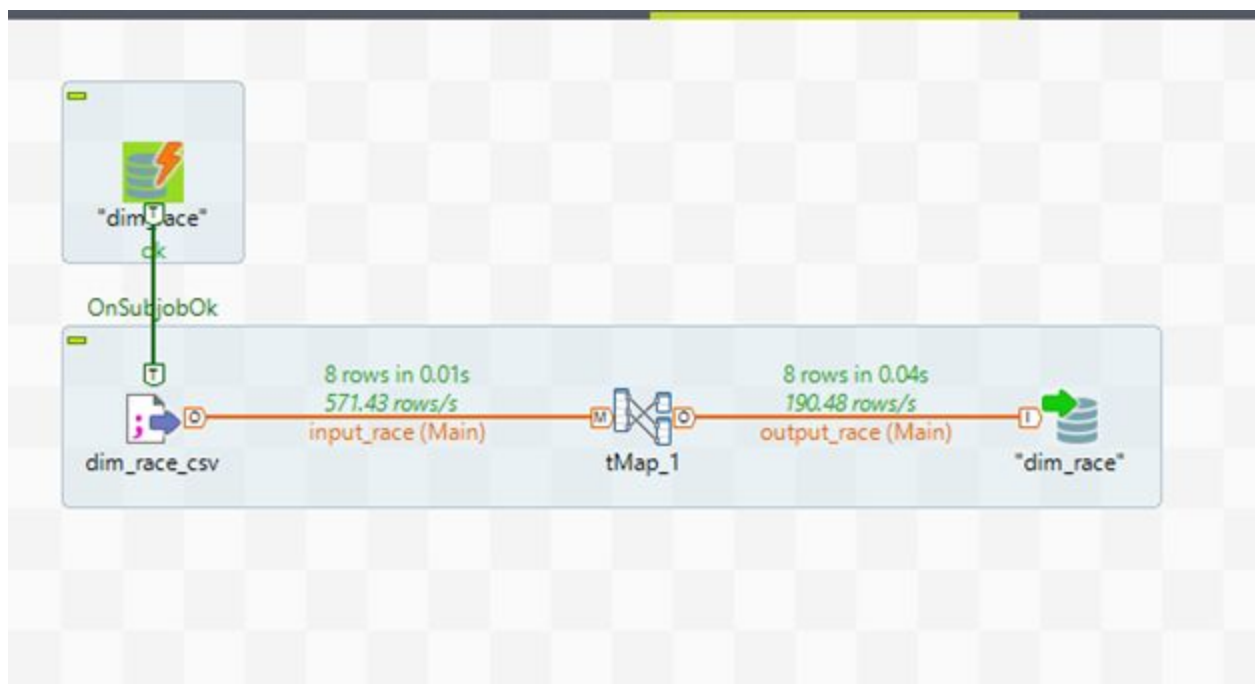 "dim_race"
ok
OnSubjobOk
8 rows in 0.01s
571.43 rows/s
input_race (Main)
8 rows in 0.04s
190.48 rows/s
output_race (Main)
T
T
;
O
M
O
I
dim_race_csv
tMap_1
"dim_race"